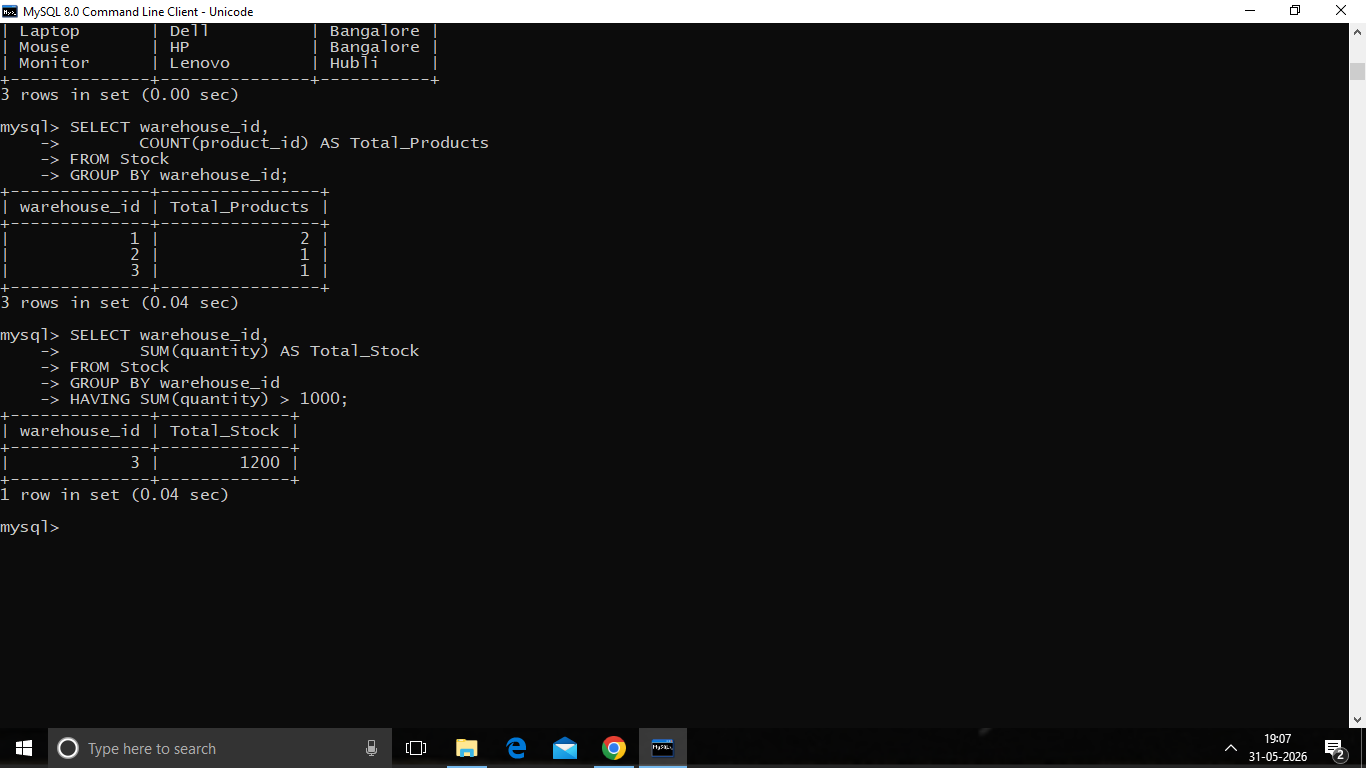 MySQL 8.0 Command Line Client - Unicode
| Laptop       | Dell          | Bangalore |
| Mouse        | HP            | Bangalore |
| Monitor      | Lenovo        | Hubli     |
+--------------+---------------+-----------+
3 rows in set (0.00 sec)
mysql> SELECT warehouse_id,
    ->        COUNT(product_id) AS Total_Products
    -> FROM Stock
    -> GROUP BY warehouse_id;
+--------------+----------------+
| warehouse_id | Total_Products |
+--------------+----------------+
|            1 |              2 |
|            2 |              1 |
|            3 |              1 |
+--------------+----------------+
3 rows in set (0.04 sec)
mysql> SELECT warehouse_id,
    ->        SUM(quantity) AS Total_Stock
    -> FROM Stock
    -> GROUP BY warehouse_id
    -> HAVING SUM(quantity) > 1000;
+--------------+-------------+
| warehouse_id | Total_Stock |
+--------------+-------------+
|            3 |        1200 |
+--------------+-------------+
1 row in set (0.04 sec)
mysql>
Type here to search
19:07
31-05-2026
2